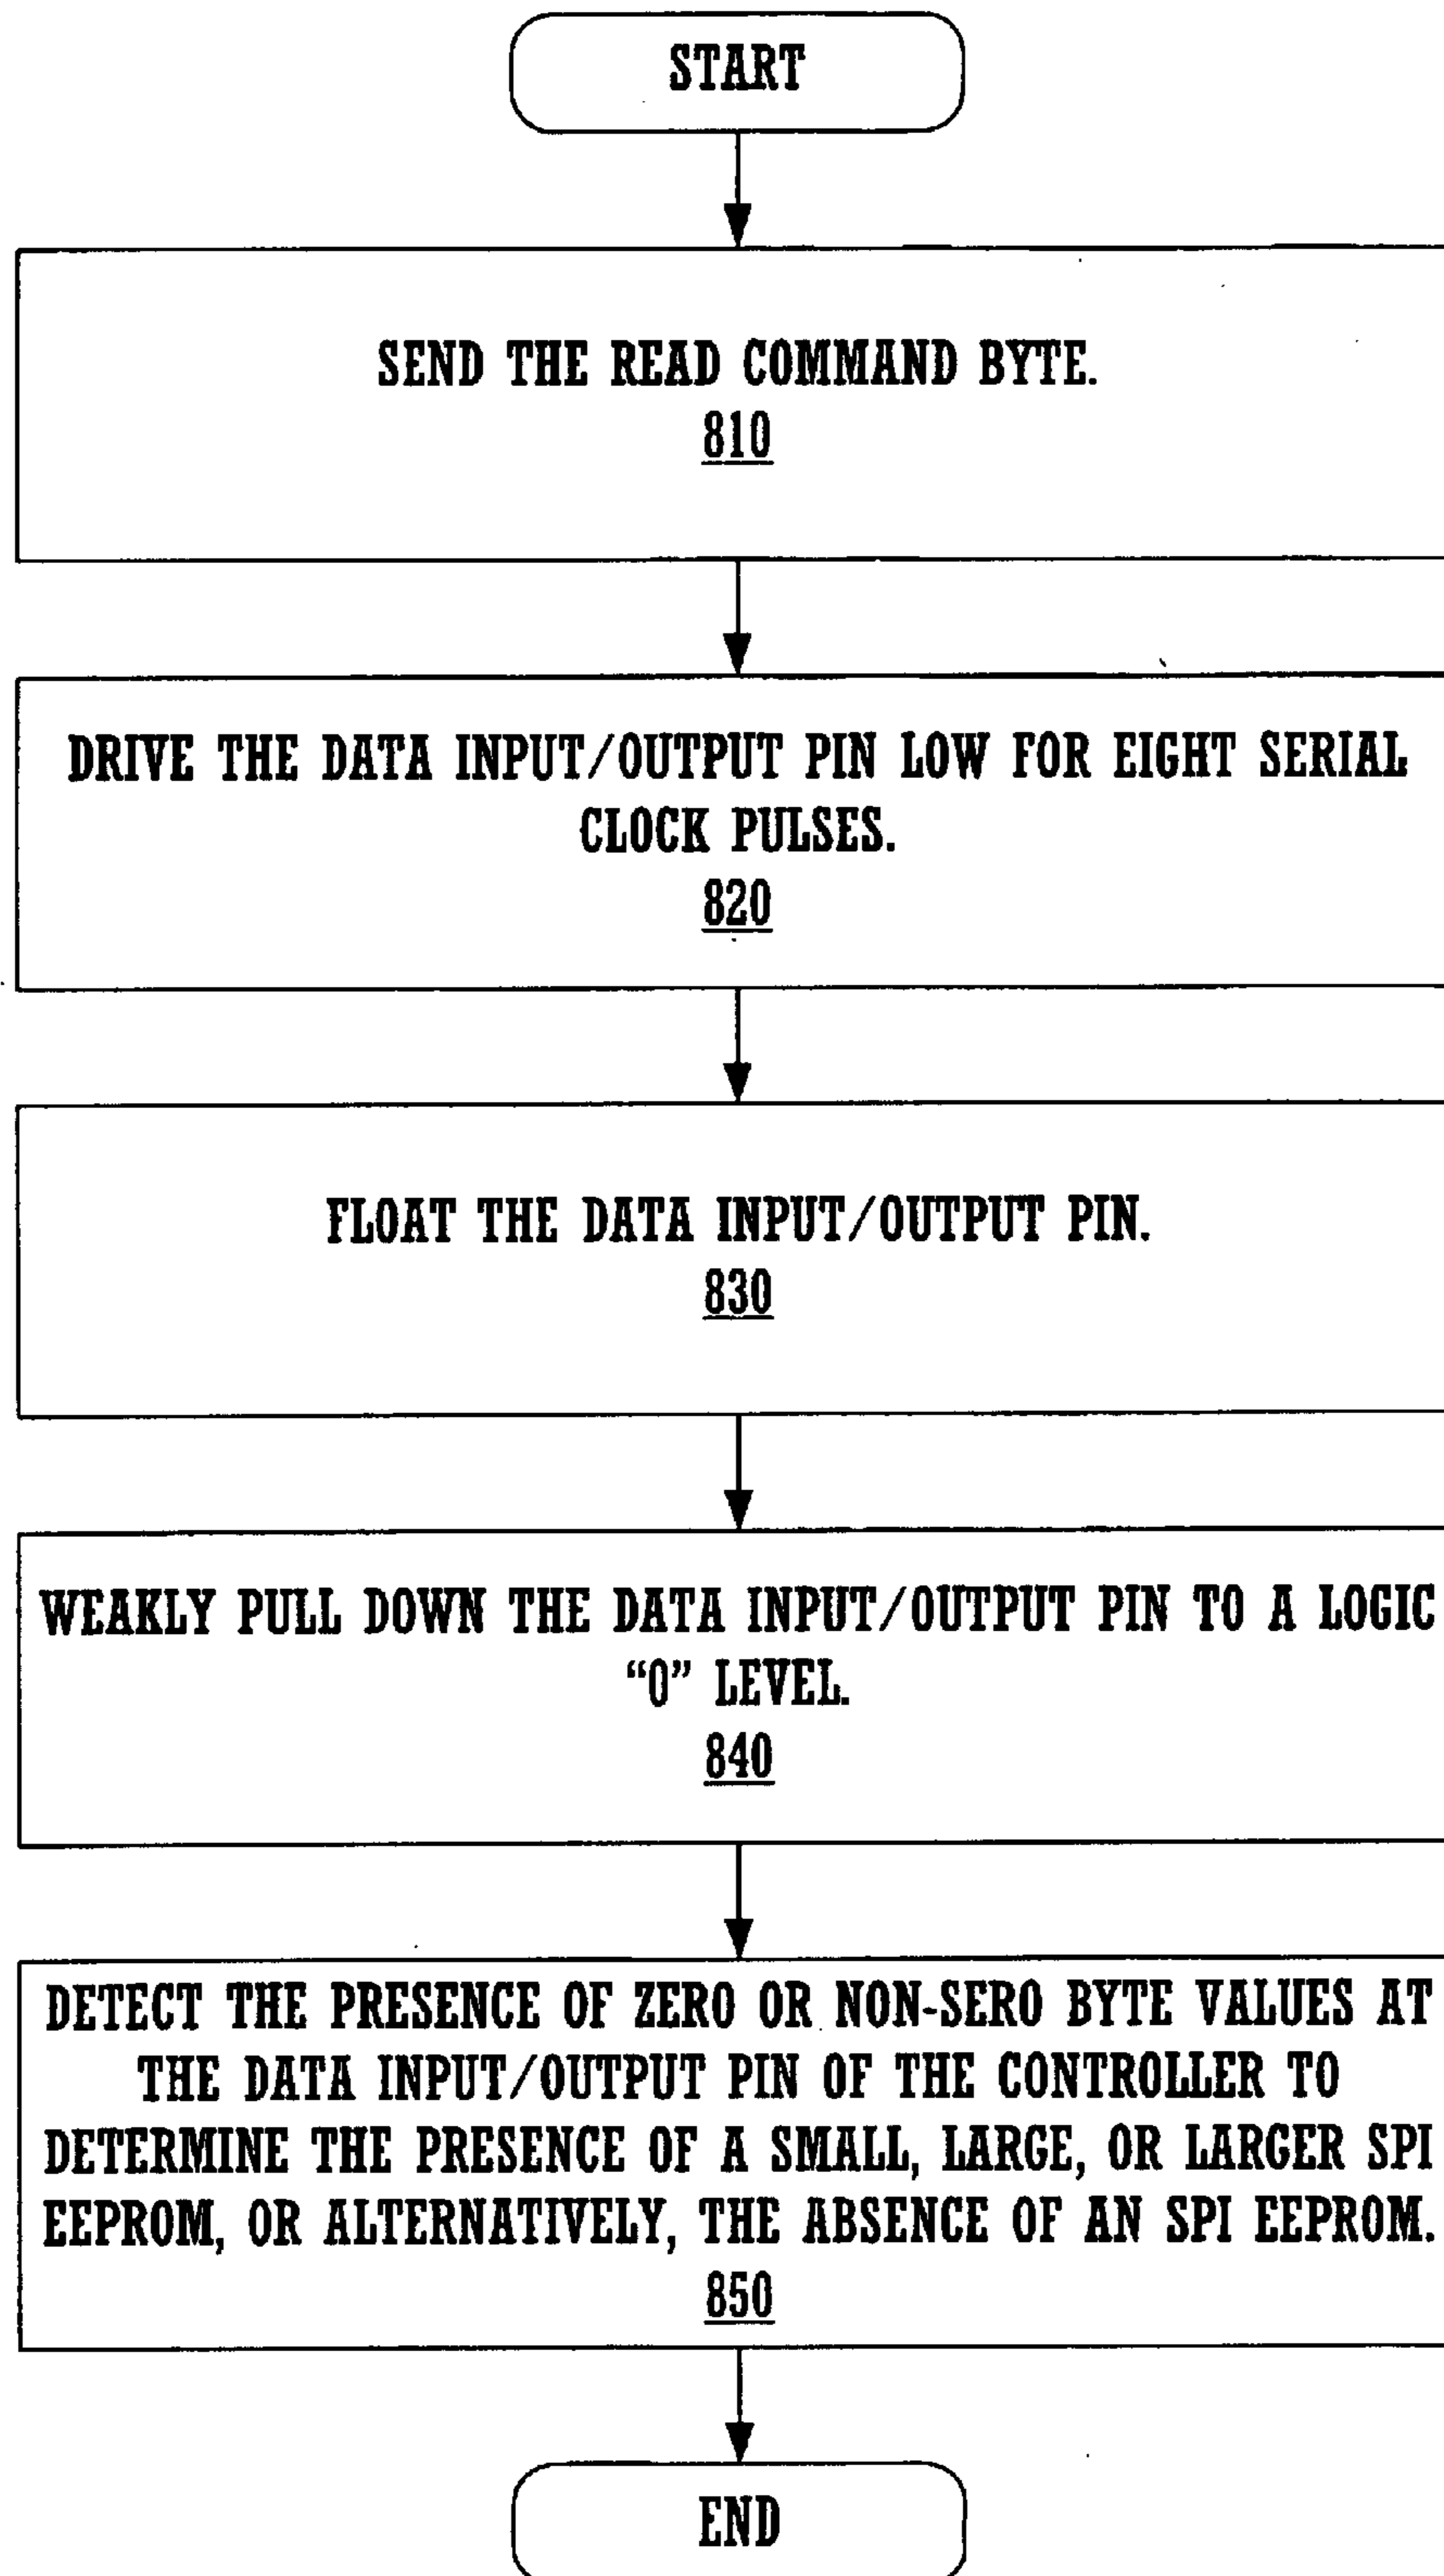 START
SEND THE READ COMMAND BYTE.
810
DRIVE THE DATA INPUT/OUTPUT PIN LOW FOR EIGHT SERIAL
CLOCK PULSES.
820
FLOAT THE DATA INPUT/OUTPUT PIN.
830
WEAKLY PULL DOWN THE DATA INPUT/OUTPUT PIN TO A LOGIC
“0” LEVEL.
840
DETECT THE PRESENCE OF ZERO OR NON-SERO BYTE VALUES AT
THE DATA INPUT/OUTPUT PIN OF THE CONTROLLER TO
DETERMINE THE PRESENCE OF A SMALL, LARGE, OR LARGER SPI
EEPROM, OR ALTERNATIVELY, THE ABSENCE OF AN SPI EEPROM.
850
END